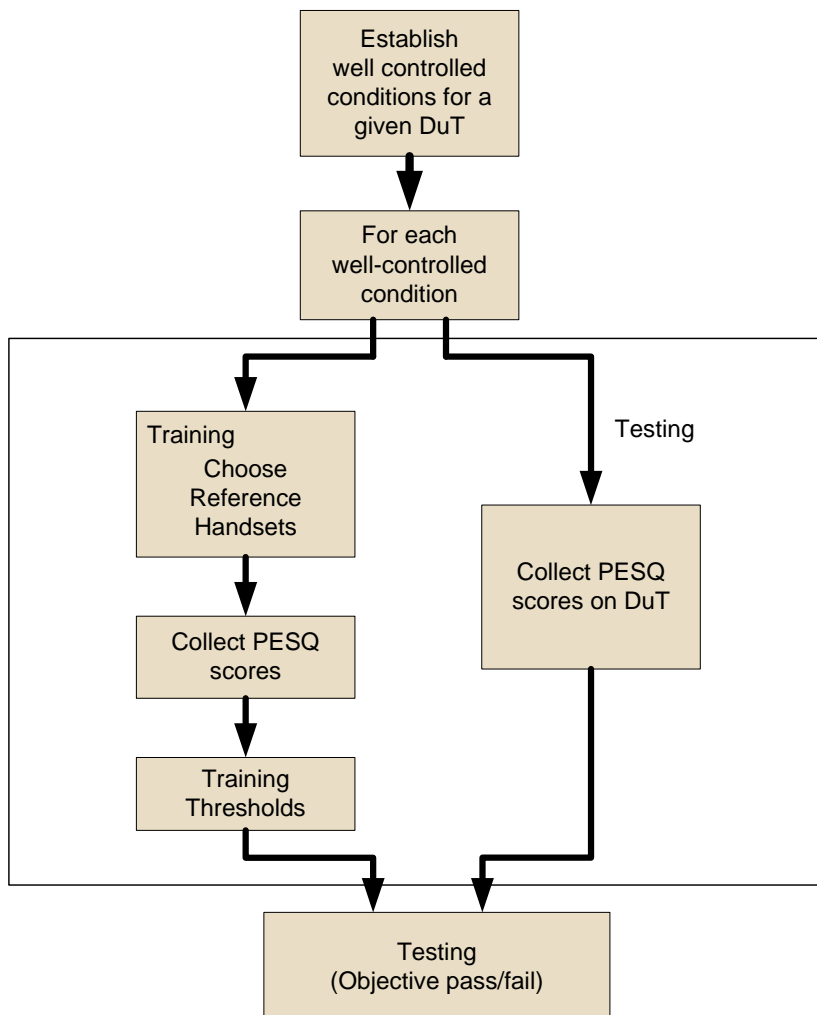 Establish
well controlled
conditions for a
given DuT
For each
well-controlled
condition
Training
Choose
Reference
Handsets
Collect PESQ
scores
Training
Thresholds
Testing
Collect PESQ
scores on DuT
Testing
(Objective pass/fail)